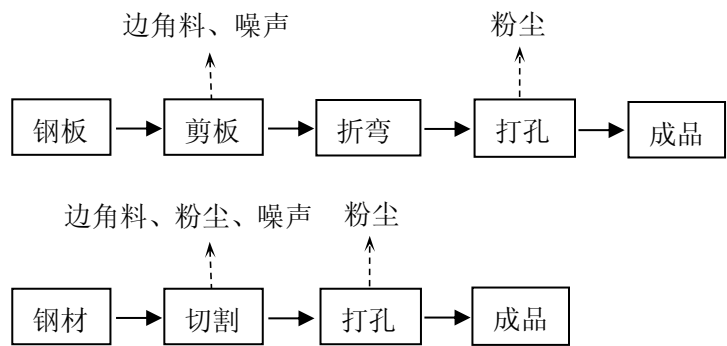 边角料、噪声 粉尘
钢板 剪板 折弯 打孔 成品
边角料、粉尘、噪声 粉尘
钢材 切割 打孔 成品